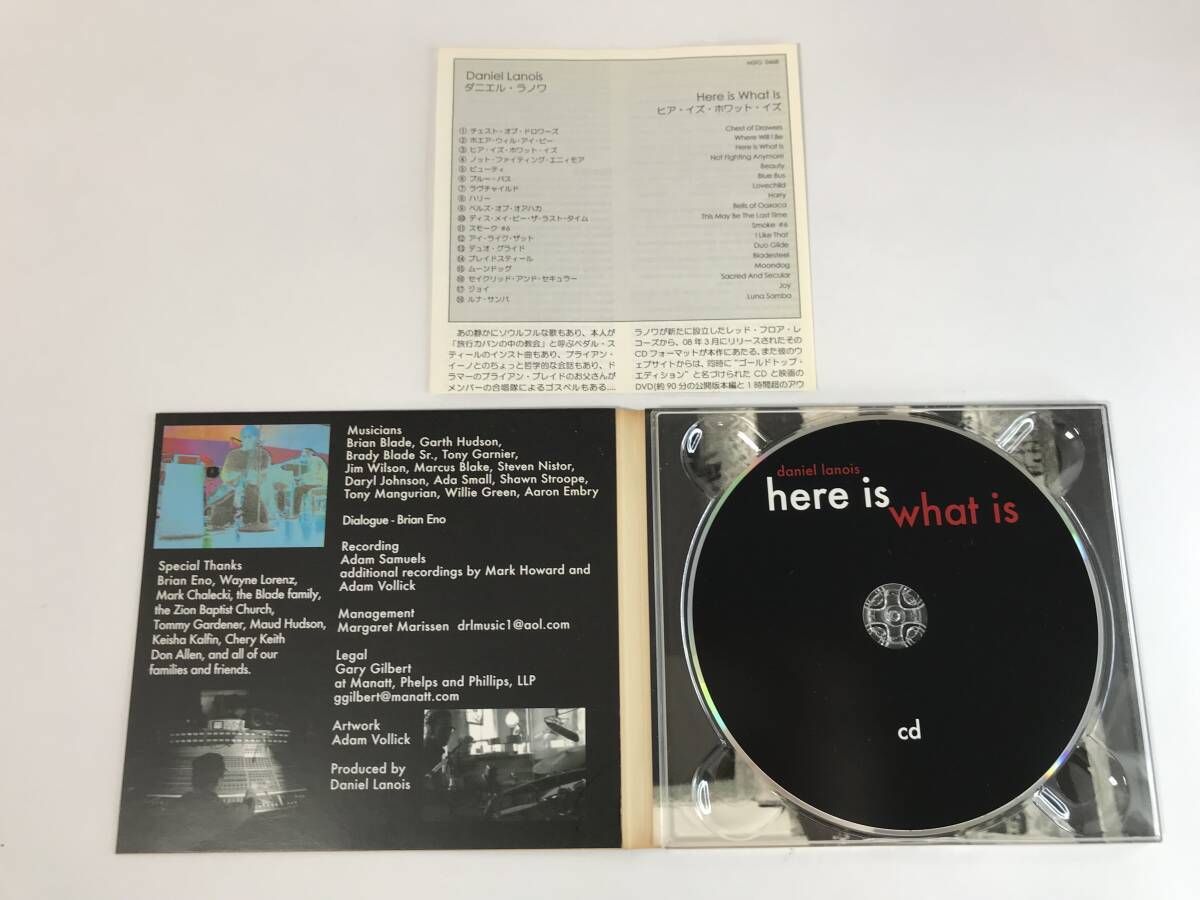 MSIG 0468
Daniel Lanois
ダニエル・ラノワ
Here is What Is
ヒア・イズ・ホワット・イズ
① チェスト・オブ・ドロワーズ
② ホエア・ウィル・アイ・ビー
③ ヒア・イズ・ホワット・イズ
④ ノット・ファイティング・エニィモア
⑤ ビューティ
⑥ ブルー・バス
⑦ ラヴチャイルド
⑧ ハリー
⑨ ベルズ・オブ・オアハカ
⑩ ディス・メイ・ビー・ザ・ラスト・タイム
⑪ スモーク #6
⑫ アイ・ライク・ザット
⑬ デュオ・グライド
⑭ ブレイドスティール
⑮ ムーンドッグ
⑯ セイクリッド・アンド・セキュラー
⑰ ジョイ
⑱ ルナ・サンバ
Chest of Drawers
Where Will I Be
Here Is What Is
Not Fighting Anymore
Beauty
Blue Bus
Lovechild
Harry
Bells of Oaxaca
This May Be The Last Time
Smoke #6
I Like That
Duo Glide
Bladesteel
Moondog
Sacred And Secular
Joy
Luna Samba
あの静かにソウルフルな歌もあり、本人が
「旅行カバンの中の教会」と呼ぶペダル・ス
ティールのインスト曲もあり、ブライアン・
イーノとのちょっと哲学的な会話もあり、ド
ラマーのブライアン・ブレイドのお父さんが
メンバーの合唱隊によるゴスペルもある....
ラノワが新たに設立したレッド・フロア・レ
コーズから、08年3月にリリースされたその
CDフォーマットが本作にあたる。また彼のウ
ェブサイトからは、同時に“ゴールドトップ・
エディション”と名づけられた CD と映画の
DVD(約90分の公開版本編と1時間超のアウ
Musicians
Brian Blade, Garth Hudson,
Brady Blade Sr., Tony Garnier,
Jim Wilson, Marcus Blake, Steven Nistor,
Daryl Johnson, Ada Small, Shawn Stroope,
Tony Mangurian, Willie Green, Aaron Embry
Dialogue - Brian Eno
Recording
Adam Samuels
additional recordings by Mark Howard and
Adam Vollick
Management
Margaret Marissen drlmusic1@aol.com
Legal
Gary Gilbert
at Manatt, Phelps and Phillips, LLP
ggilbert@manatt.com
Artwork
Adam Vollick
Produced by
Daniel Lanois
Special Thanks
Brian Eno, Wayne Lorenz,
Mark Chalecki, the Blade family,
the Zion Baptist Church,
Tommy Gardener, Maud Hudson,
Keisha Kalfin, Chery Keith
Don Allen, and all of our
families and friends.
daniel lanois
here is
what is
cd